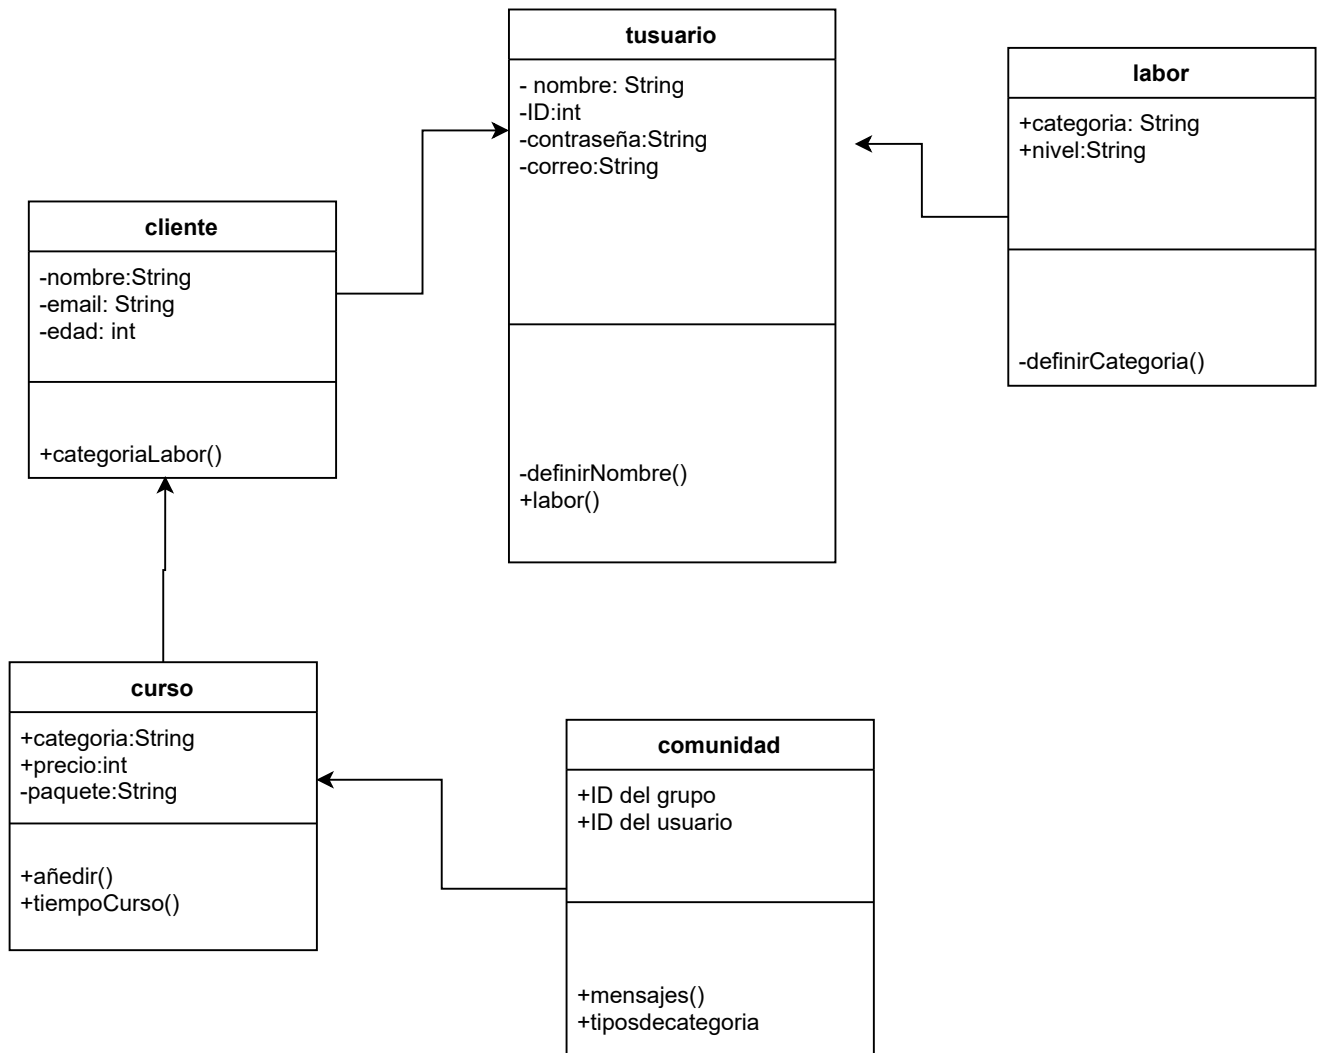 tusuario
- nombre: String
-ID:int
-contraseña:String
-correo:String
-definirNombre()
+labor()
labor
+categoria: String
+nivel:String
-definirCategoria()
cliente
-nombre:String
-email: String
-edad: int
+categoriaLabor()
curso
+categoria:String
+precio:int
-paquete:String
+añedir()
+tiempoCurso()
comunidad
+ID del grupo
+ID del usuario
+mensajes()
+tiposdecategoria